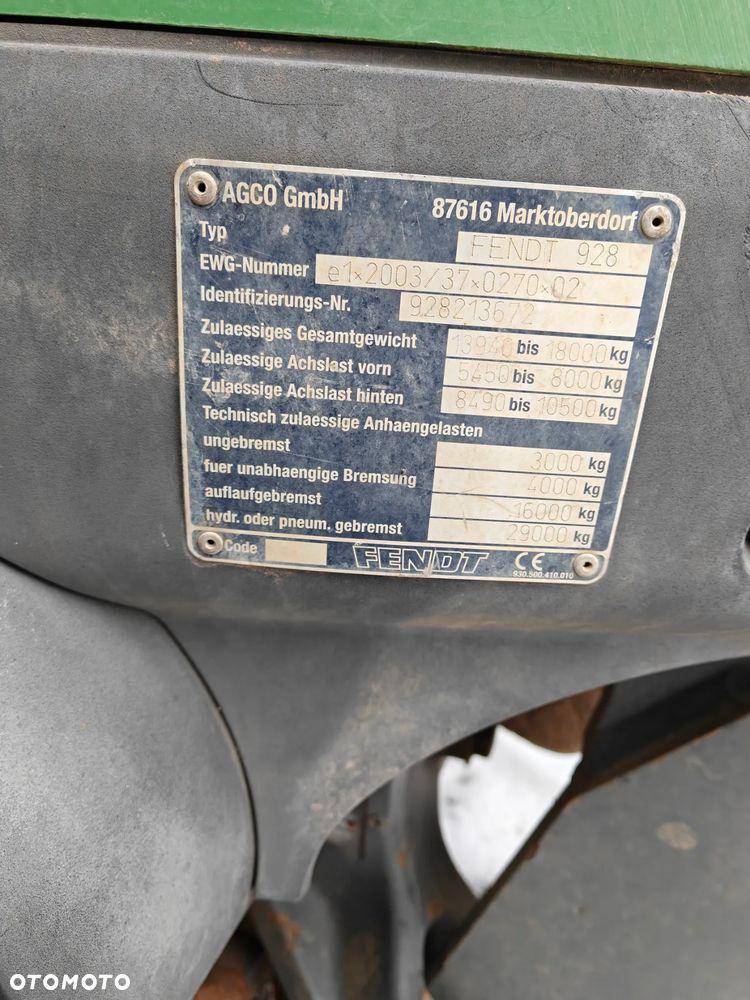 AGCO GmbH 87616 Marktoberdorf
Typ FENDT 928
EWG-Nummer e1×2003/37×0270×02
Identifizierungs-Nr. 928213672
Zulaessiges Gesamtgewicht 13940 bis 18000 kg
Zulaessige Achslast vorn 5450 bis 8000 kg
Zulaessige Achslast hinten 8490 bis 10500 kg
Technisch zulaessige Anhaengelasten
ungebremst 3000 kg
fuer unabhaengige Bremsung 4000 kg
auflaufgebremst 16000 kg
hydr. oder pneum. gebremst 29000 kg
Code FENDT CE
930.500.410.010
OTOMOTO